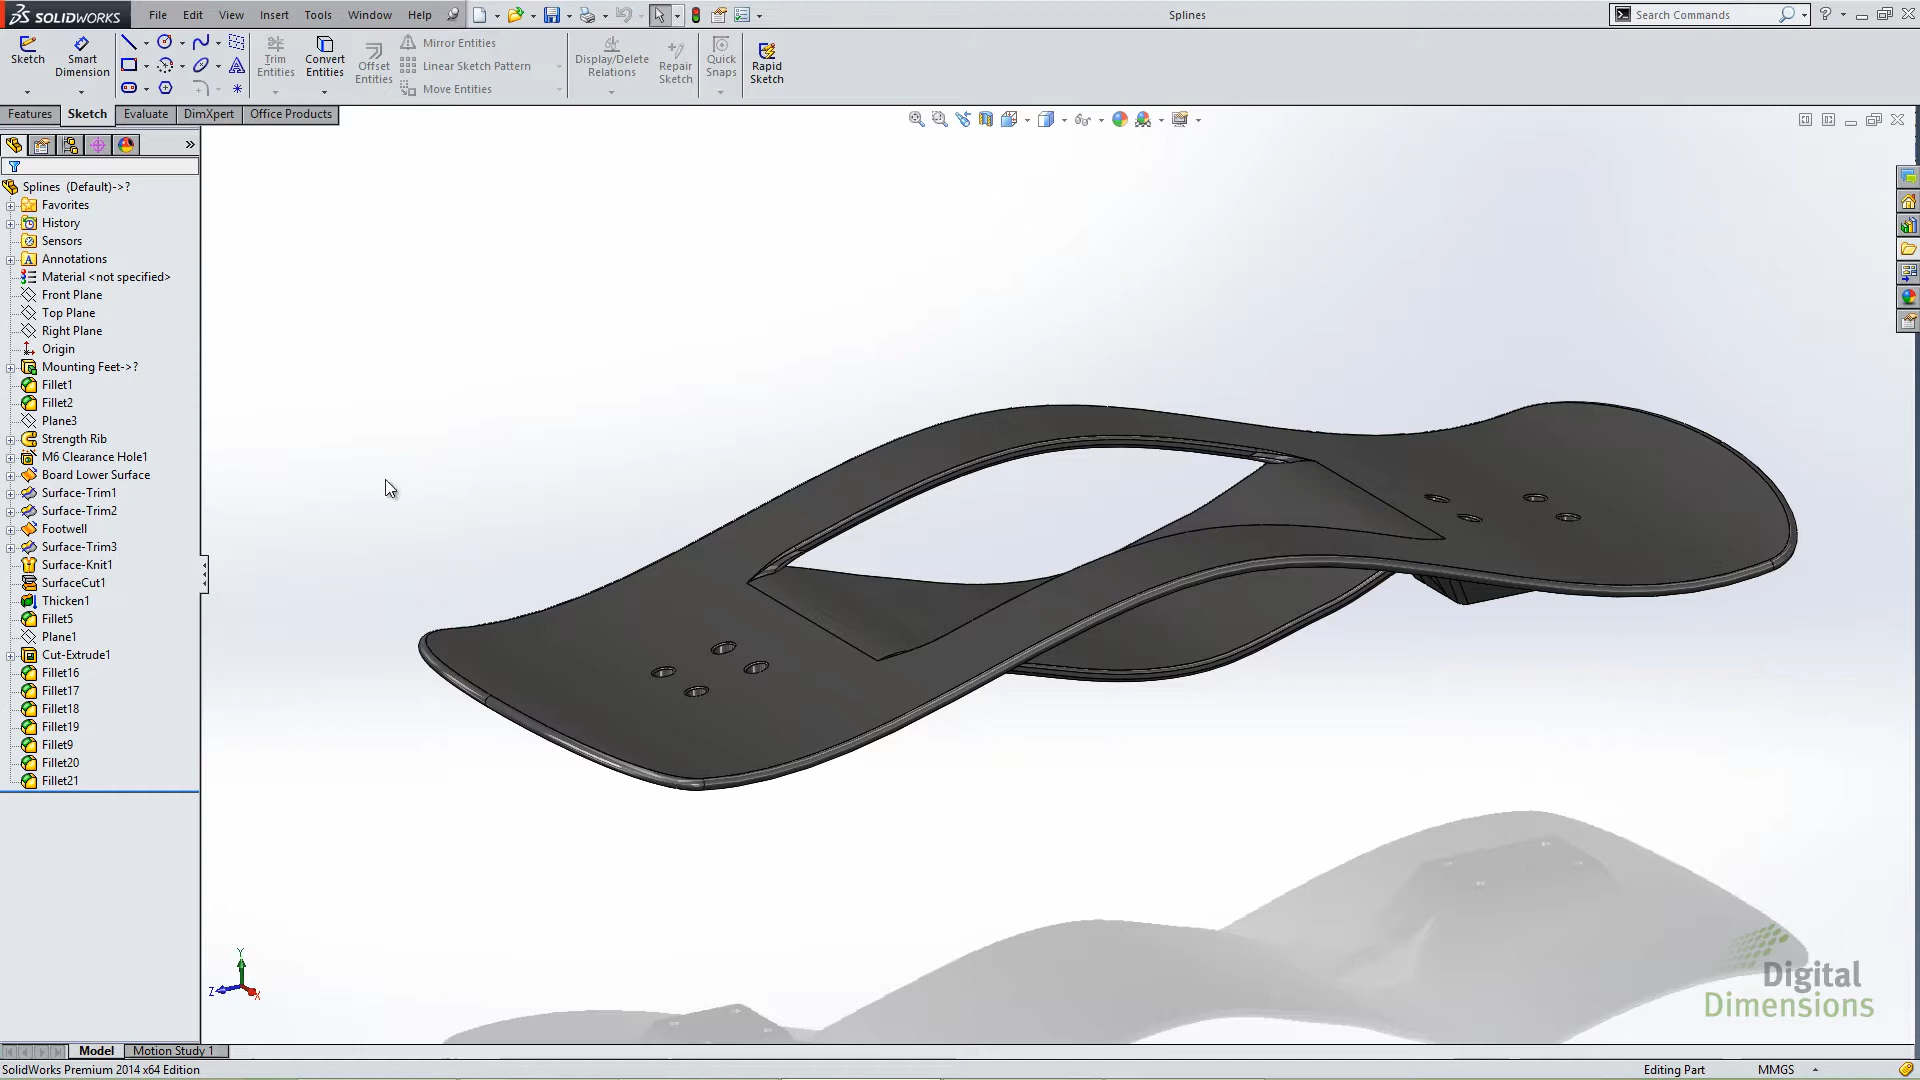 SOLIDWORKS File Edit View Insert Tools Window Help Splines Search Commands
Sketch Smart Dimension Trim Entities Convert Entities Offset Entities Mirror Entities Linear Sketch Pattern Move Entities Display/Delete Relations Repair Sketch Quick Snaps Rapid Sketch
Features Sketch Evaluate DimXpert Office Products
Splines (Default)->?
Favorites
History
Sensors
Annotations
Material <not specified>
Front Plane
Top Plane
Right Plane
Origin
Mounting Feet->?
Fillet1
Fillet2
Plane3
Strength Rib
M6 Clearance Hole1
Board Lower Surface
Surface-Trim1
Surface-Trim2
Footwell
Surface-Trim3
Surface-Knit1
SurfaceCut1
Thicken1
Fillet5
Plane1
Cut-Extrude1
Fillet16
Fillet17
Fillet18
Fillet19
Fillet9
Fillet20
Fillet21
Y
Z
X
Digital
Dimensions
Model Motion Study 1
SolidWorks Premium 2014 x64 Edition Editing Part MMGS